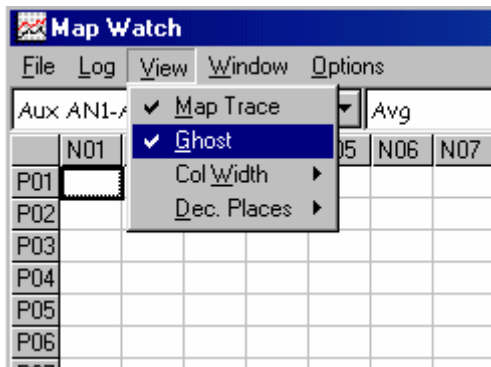 Map Watch
File Log View Window Options
Aux AN1- Avg
Map Trace
Ghost
Col Width
Dec. Places
N01 05 N06 N07
P01
P02
P03
P04
P05
P06